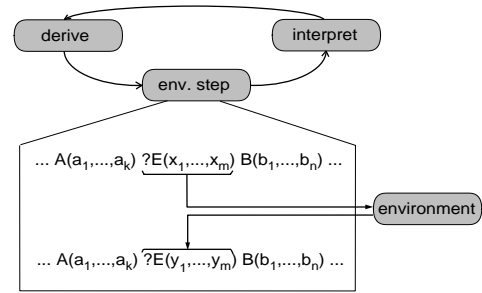 derive
interpret
env. step
... A(a₁,...,aₖ) ?E(x₁,...,xₘ) B(b₁,...,bₙ) ...
environment
... A(a₁,...,aₖ) ?E(y₁,...,yₘ) B(b₁,...,bₙ) ...